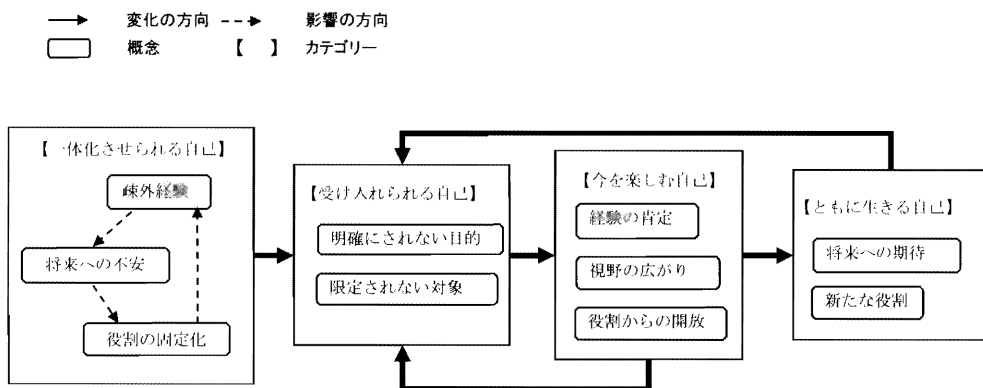 変化の方向 影響の方向
概念 【 】 カテゴリー
【一体化させられる自己】
疎外経験
将来への不安
役割の固定化
【受け入れられる自己】
明確にされない目的
限定されない対象
【今を楽しむ自己】
経験の肯定
視野の広がり
役割からの開放
【ともに生きる自己】
将来への期待
新たな役割